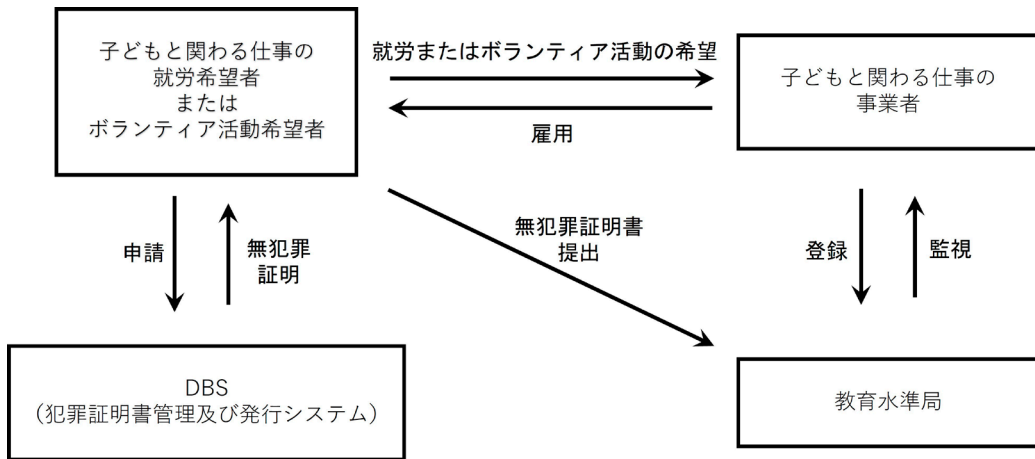 子どもと関わる仕事の
就労希望者
または
ボランティア活動希望者
就労またはボランティア活動の希望
雇用
子どもと関わる仕事の
事業者
申請
無犯罪
証明
無犯罪証明書
提出
登録
監視
DBS
（犯罪証明書管理及び発行システム）
教育水準局